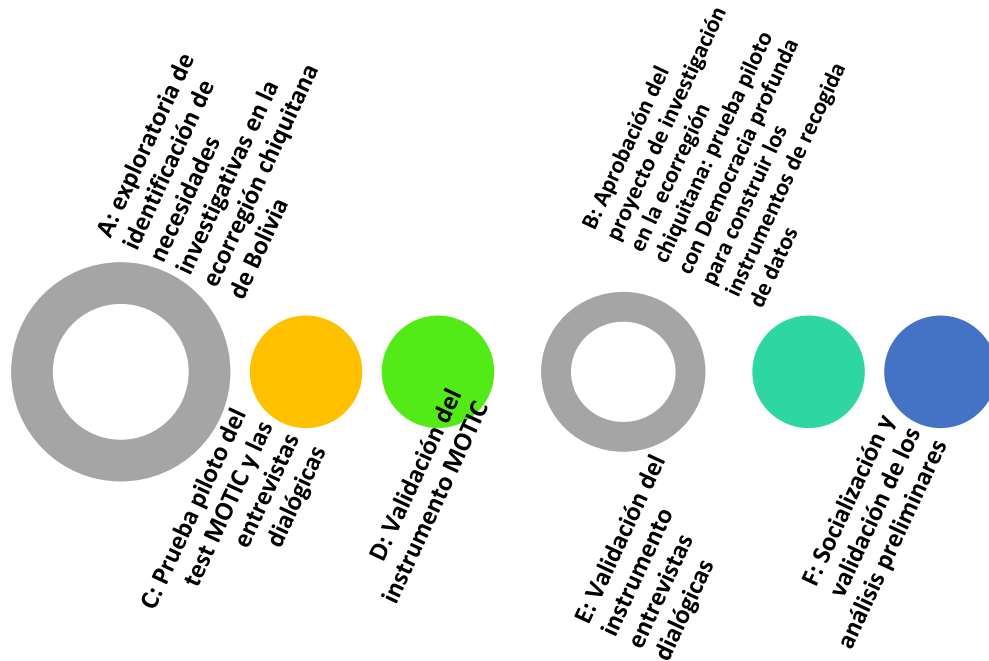 A: exploratoria de
identificación de
necesidades
investigativas en la
ecorregión chiquitana
de Bolivia
B: Aprobación del
proyecto de investigación
en la ecorregión
chiquitana: prueba piloto
con Democracia profunda
para construir los
instrumentos de recogida
de datos
C: Prueba piloto del
test MOTIC y las
entrevistas
dialógicas
D: Validación del
instrumento MOTIC
E: Validación del
instrumento
entrevistas
dialógicas
F: Socialización y
validación de los
análisis preliminares